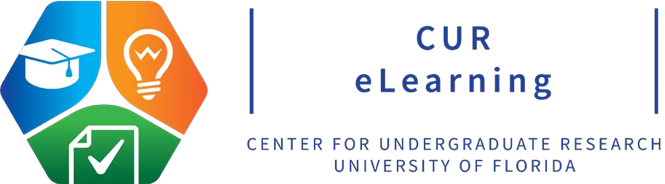 CUR
eLearning
CENTER FOR UNDERGRADUATE RESEARCH
UNIVERSITY OF FLORIDA